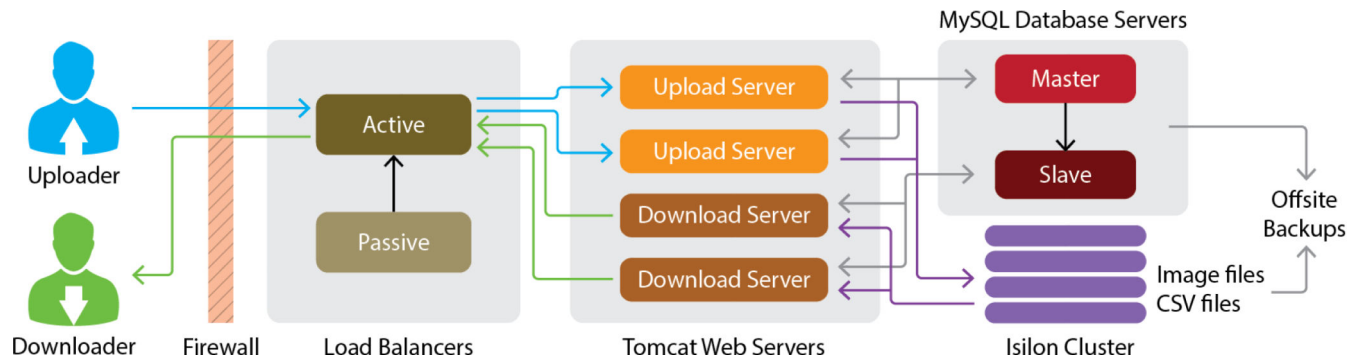 MySQL Database Servers
Uploader
Downloader
Firewall
Active
Passive
Load Balancers
Upload Server
Upload Server
Download Server
Download Server
Tomcat Web Servers
Master
Slave
Image files
CSV files
Isilon Cluster
Offsite
Backups